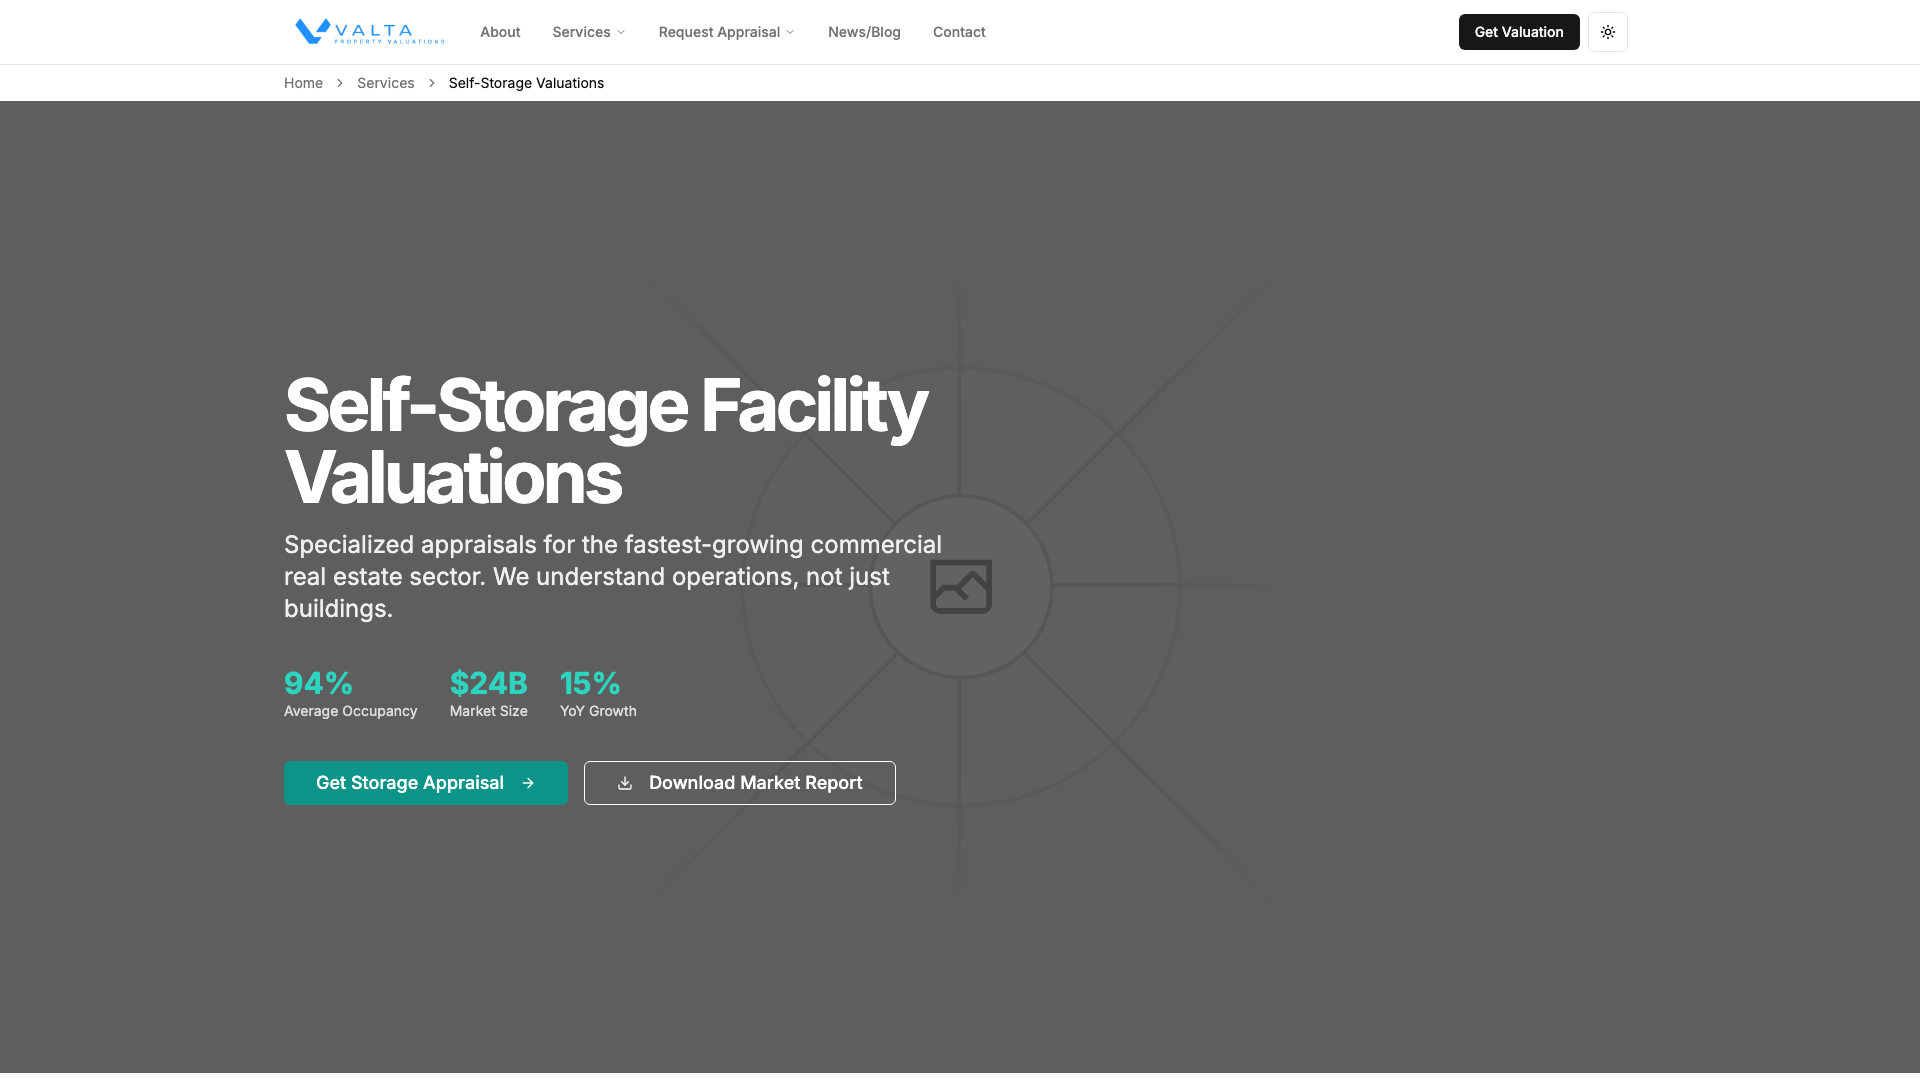 VALTA
PROPERTY VALUATIONS
About
Services
Request Appraisal
News/Blog
Contact
Get Valuation
Home
Services
Self-Storage Valuations
Self-Storage Facility
Valuations
Specialized appraisals for the fastest-growing commercial
real estate sector. We understand operations, not just
buildings.
94%
Average Occupancy
$24B
Market Size
15%
YoY Growth
Get Storage Appraisal
Download Market Report